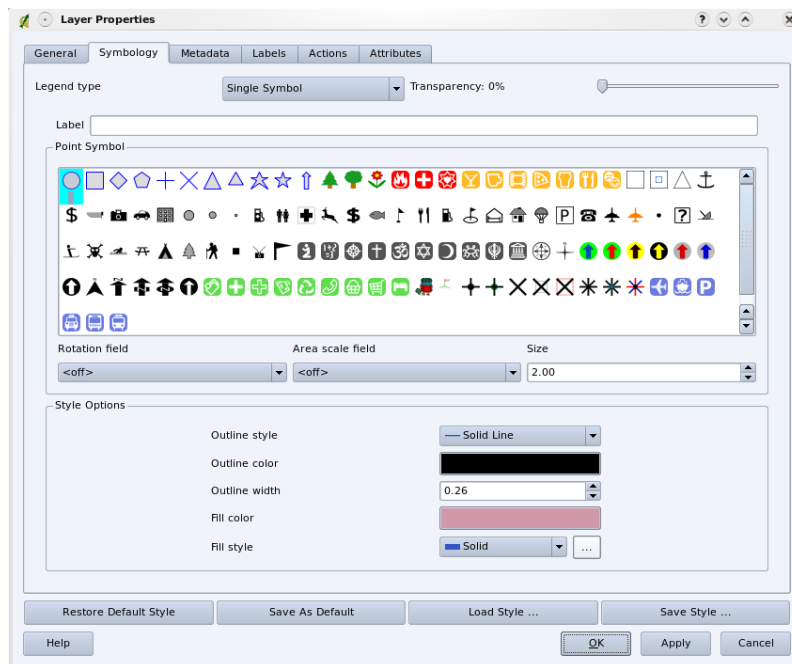 Layer Properties
General Symbology Metadata Labels Actions Attributes
Legend type Single Symbol Transparency: 0%
Label
Point Symbol
Rotation field Area scale field Size
<off> <off> 2.00
Style Options
Outline style Solid Line
Outline color
Outline width 0.26
Fill color
Fill style Solid ...
Restore Default Style Save As Default Load Style ... Save Style ...
Help OK Apply Cancel